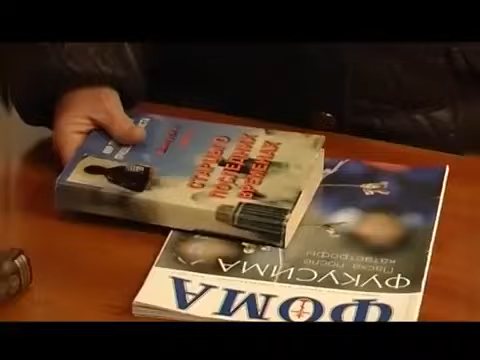 СТАРЦЫ О
ПОСЛЕДНИХ
ВРЕМЕНАХ
ФОМА
ФУКУСИМА
Пасха после
катастрофы